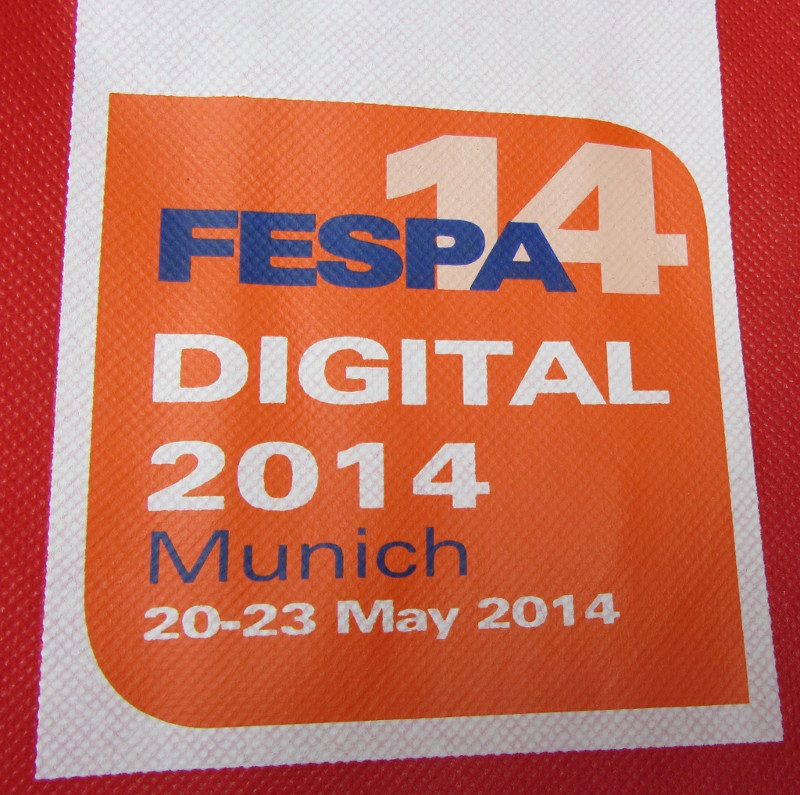 14
FESPA
DIGITAL
2014
Munich
20-23 May 2014